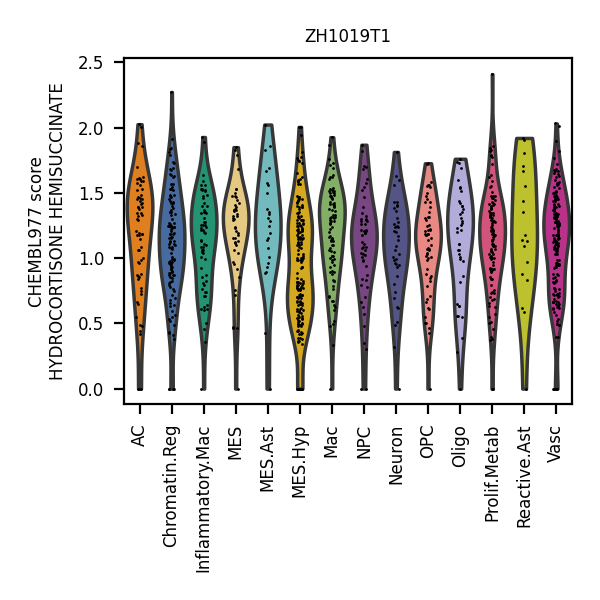 ZH1019T1
CHEMBL977 score
HYDROCORTISONE HEMISUCCINATE
2.5
2.0
1.5
1.0
0.5
0.0
AC
Chromatin.Reg
Inflammatory.Mac
MES
MES.Ast
MES.Hyp
Mac
NPC
Neuron
OPC
Oligo
Prolif.Metab
Reactive.Ast
Vasc